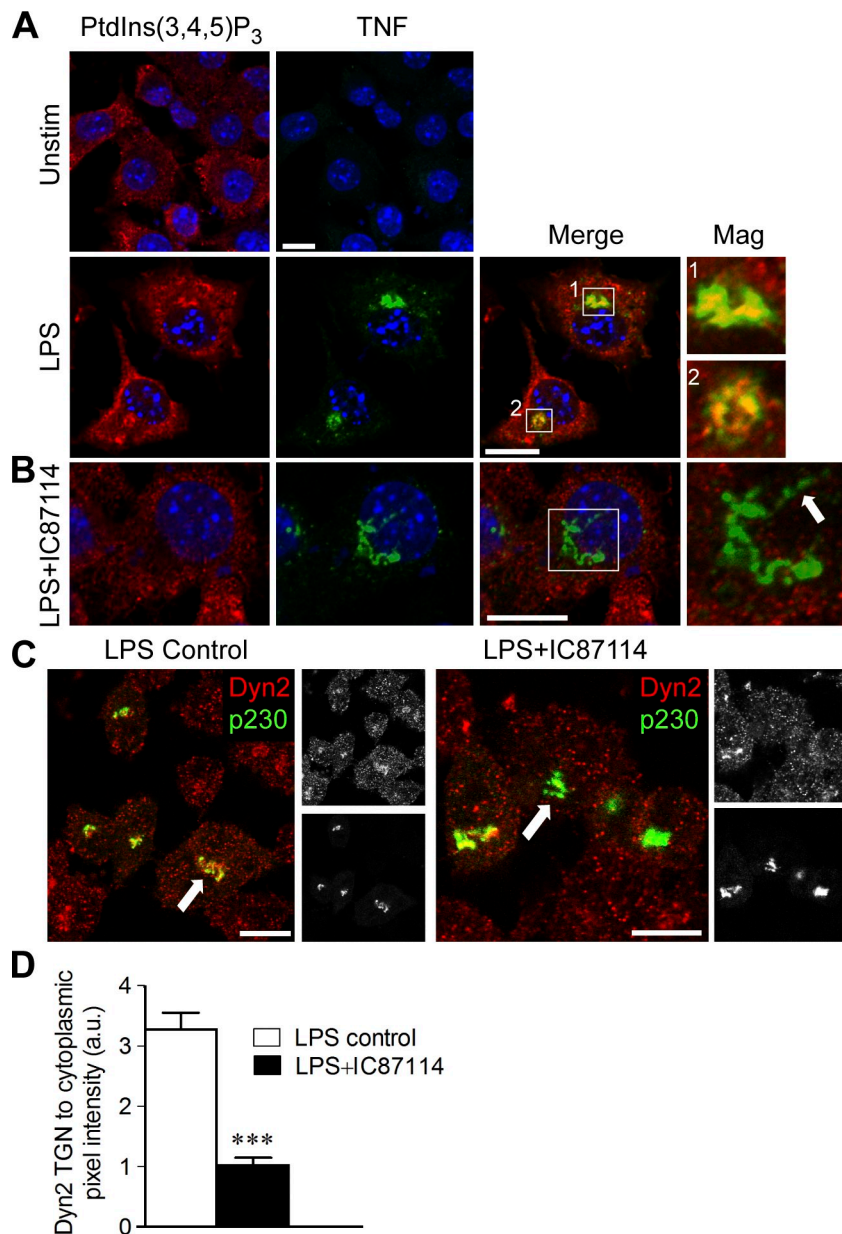 A
PtdIns(3,4,5)P3 TNF
Unstim
Merge Mag
LPS
1 1
2 2
B
LPS+IC87114
C
LPS Control LPS+IC87114
Dyn2 Dyn2
p230 p230
D
Dyn2 TGN to cytoplasmic
pixel intensity (a.u.)
4
3
2
1
0
LPS control
LPS+IC87114
***